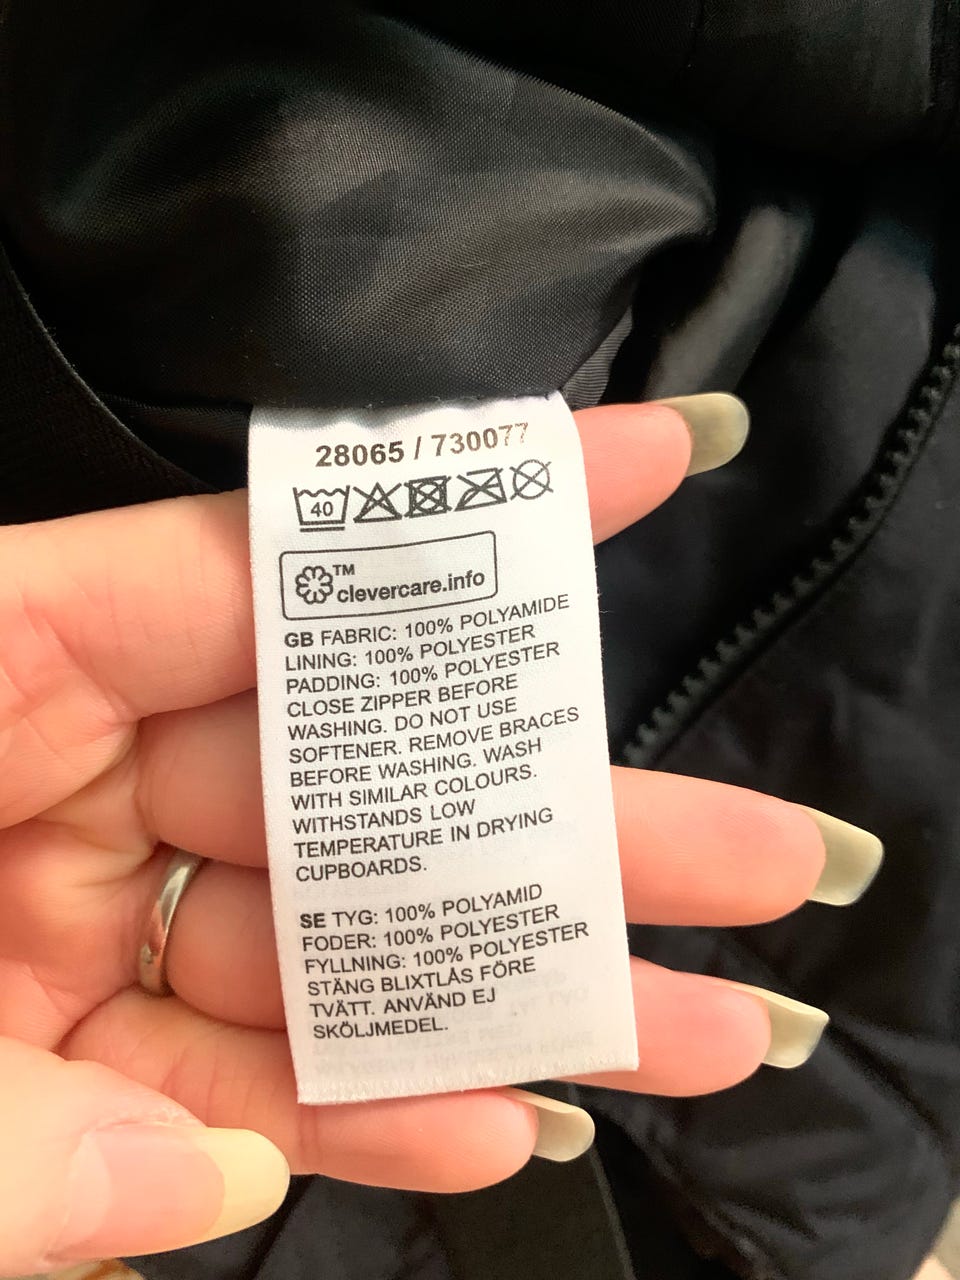 28065 / 730077
40
TM
clevercare.info
GB FABRIC: 100% POLYAMIDE
LINING: 100% POLYESTER
PADDING: 100% POLYESTER
CLOSE ZIPPER BEFORE
WASHING. DO NOT USE
SOFTENER. REMOVE BRACES
BEFORE WASHING. WASH
WITH SIMILAR COLOURS.
WITHSTANDS LOW
TEMPERATURE IN DRYING
CUPBOARDS.
SE TYG: 100% POLYAMID
FODER: 100% POLYESTER
FYLLNING: 100% POLYESTER
STÄNG BLIXTLÅS FÖRE
TVÄTT. ANVÄND EJ
SKÖLJMEDEL.